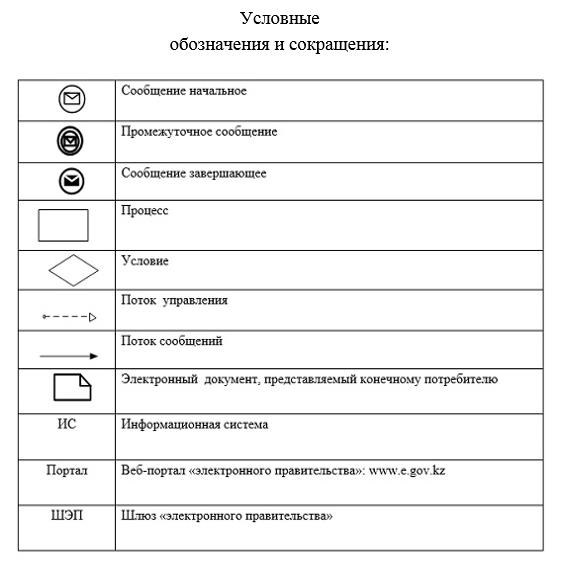 Условные
обозначения и сокращения:
Сообщение начальное
Промежуточное сообщение
Сообщение завершающее
Процесс
Условие
Поток управления
Поток сообщений
Электронный документ, представляемый конечному потребителю
ИС Информационная система
Портал Веб-портал «электронного правительства»: www.e.gov.kz
ШЭП Шлюз «электронного правительства»